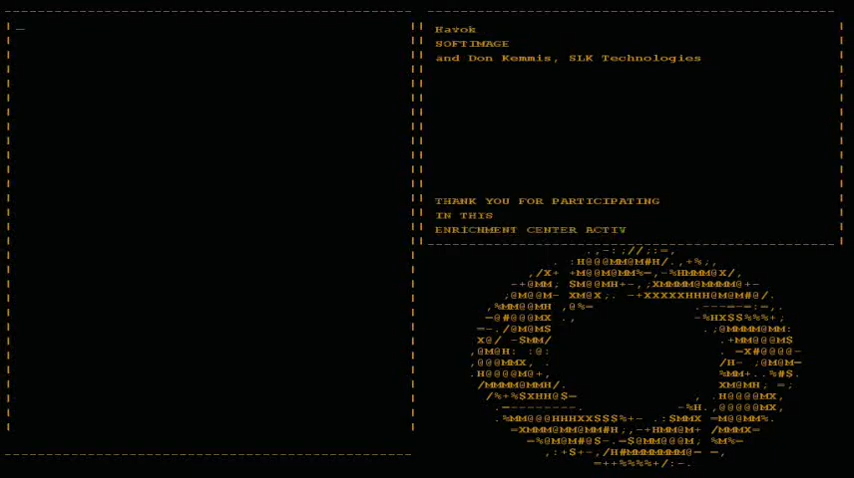 Havok
SOFTIMAGE
and Don Kemmis, SLK Technologies
THANK YOU FOR PARTICIPATING
IN THIS
ENRICHMENT CENTER ACTIV